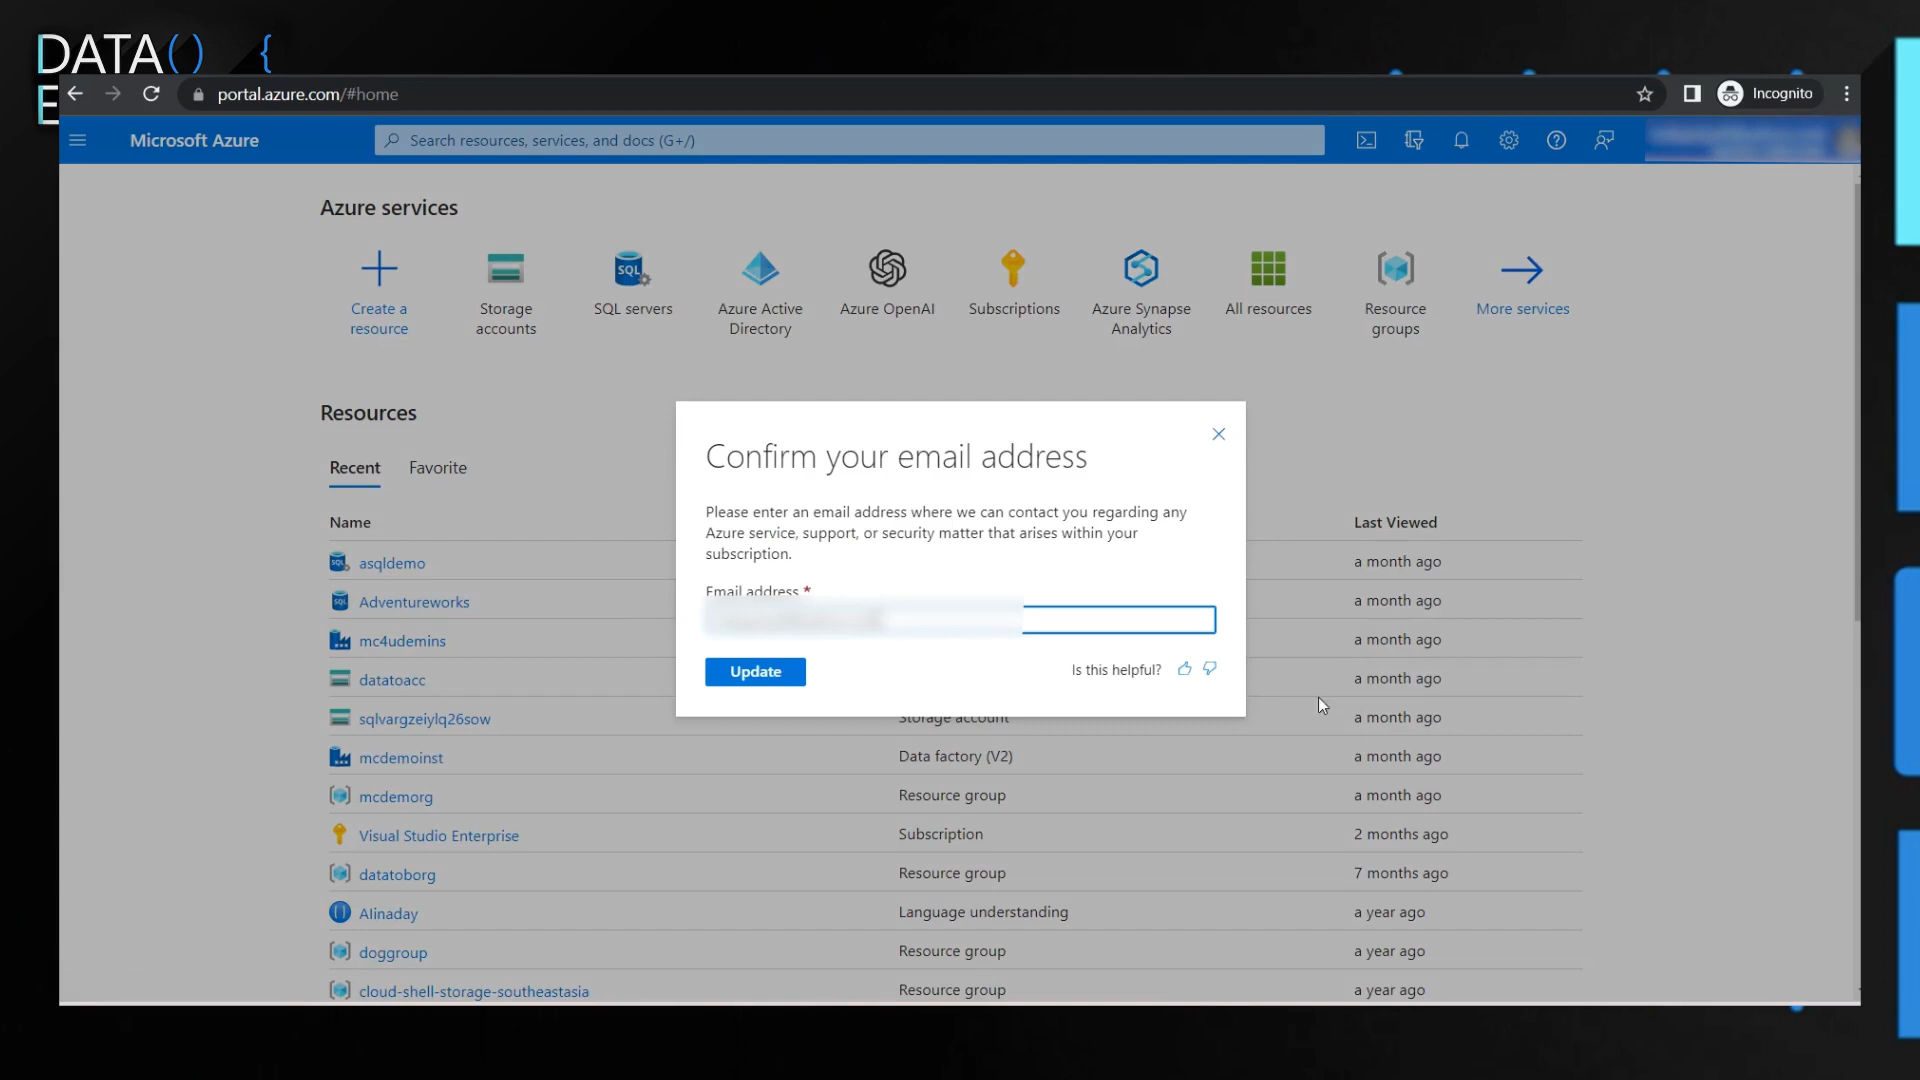 DATA() {
E
portal.azure.com/#home
Incognito
Microsoft Azure
Search resources, services, and docs (G+/)
Azure services
Create a resource
Storage accounts
SQL servers
Azure Active Directory
Azure OpenAI
Subscriptions
Azure Synapse Analytics
All resources
Resource groups
More services
Resources
Recent
Favorite
Name
Last Viewed
Confirm your email address
Please enter an email address where we can contact you regarding any
Azure service, support, or security matter that arises within your
subscription.
Email address *
Update
Is this helpful?
asqldemo
a month ago
Adventureworks
a month ago
mc4udemins
a month ago
datatoacc
a month ago
sqlvargzeiylq26sow
Storage account
a month ago
mcdemoinst
Data factory (V2)
a month ago
mcdemorg
Resource group
a month ago
Visual Studio Enterprise
Subscription
2 months ago
datatoborg
Resource group
7 months ago
AIinaday
Language understanding
a year ago
doggroup
Resource group
a year ago
cloud-shell-storage-southeastasia
Resource group
a year ago